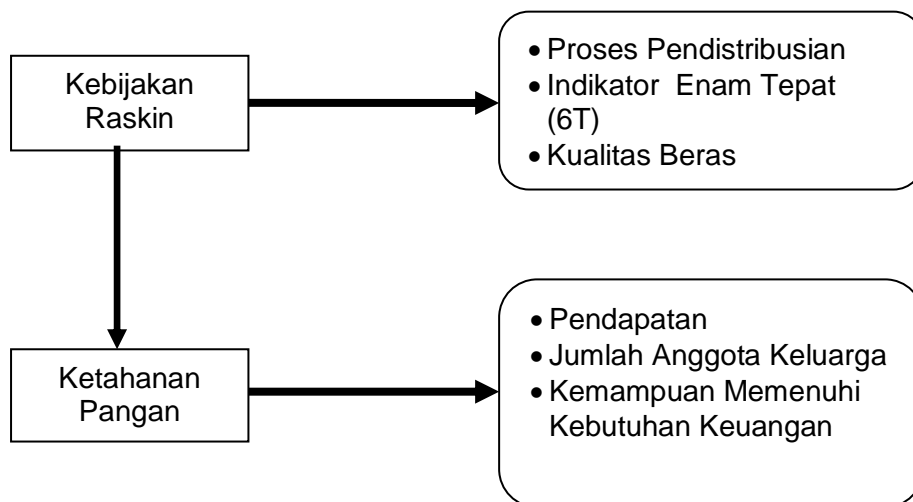 Kebijakan
Raskin
• Proses Pendistribusian
• Indikator Enam Tepat
(6T)
• Kualitas Beras
Ketahanan
Pangan
• Pendapatan
• Jumlah Anggota Keluarga
• Kemampuan Memenuhi
Kebutuhan Keuangan